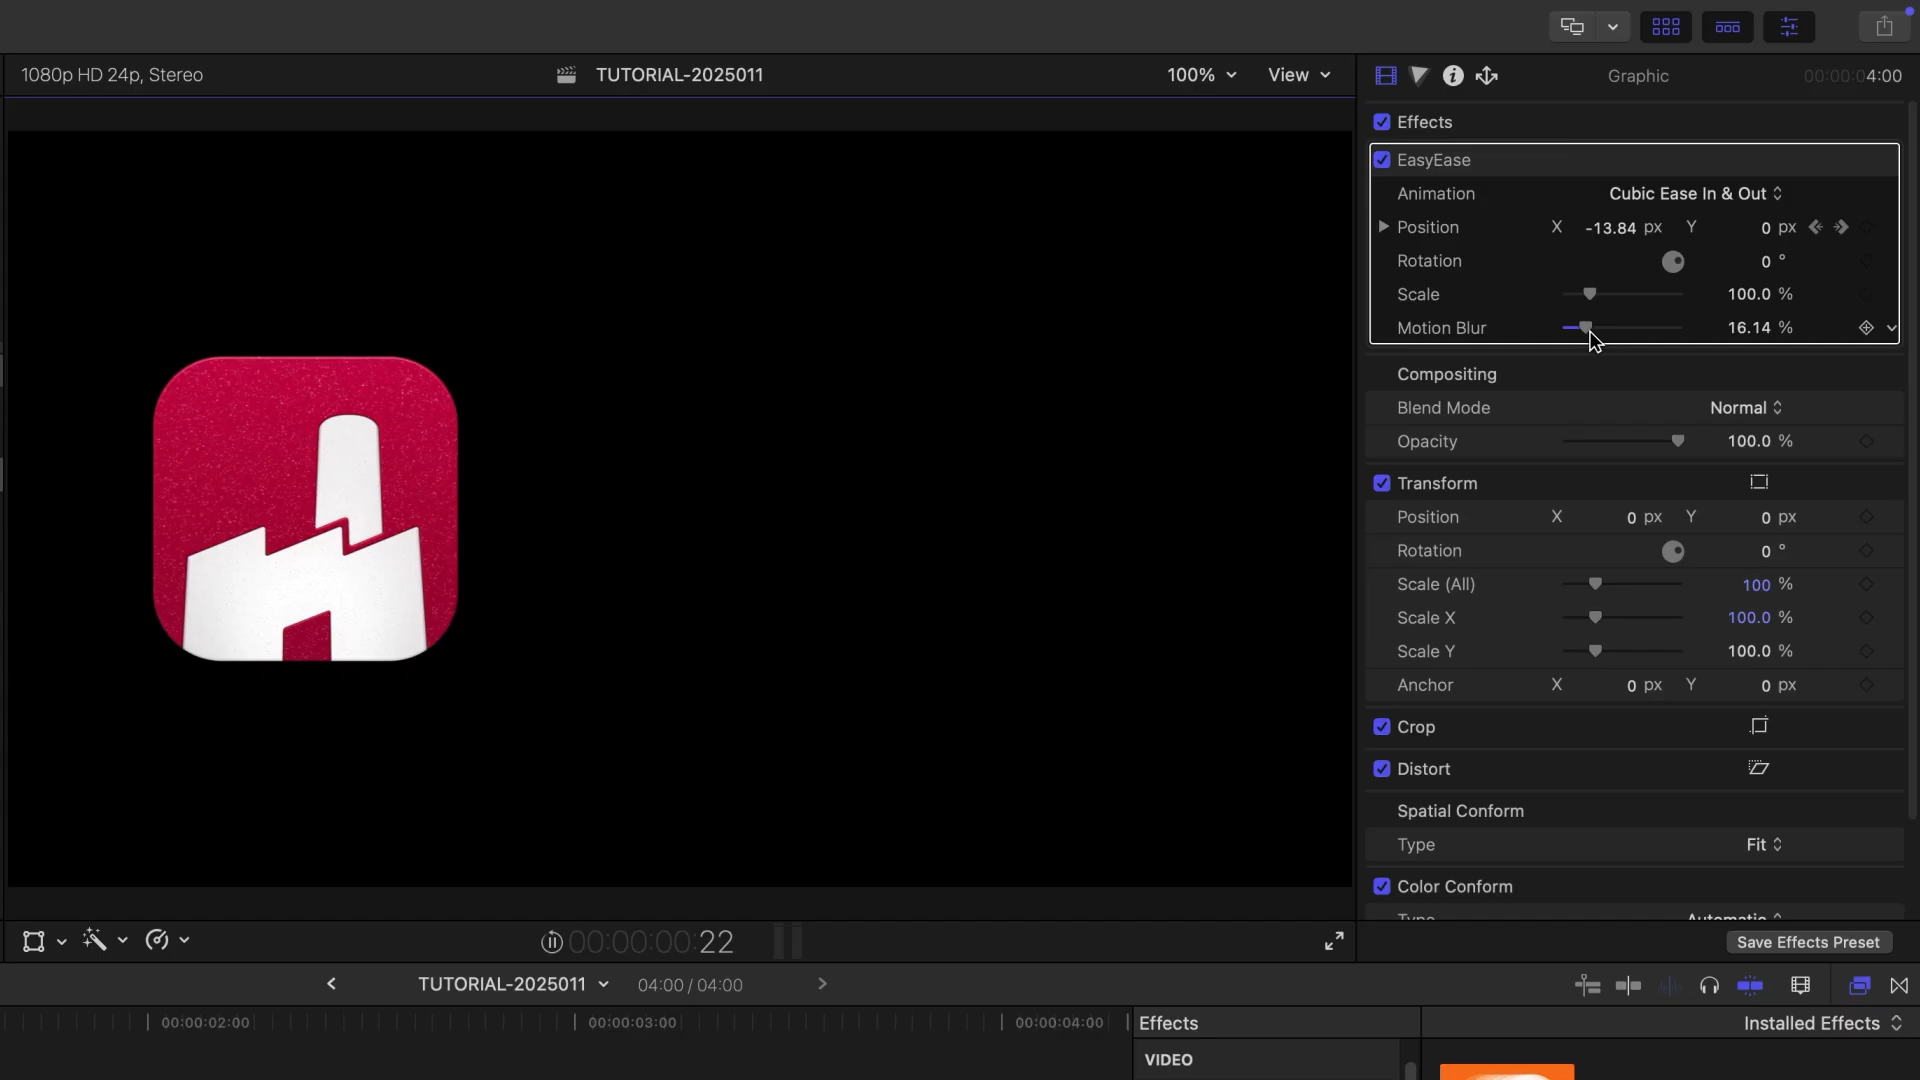 1080p HD 24p, Stereo
TUTORIAL-2025011
100%
View
Graphic
00:00:04:00
Effects
EasyEase
Animation
Cubic Ease In & Out
Position X -13.84 px Y 0 px
Rotation 0 °
Scale 100.0 %
Motion Blur 16.14 %
Compositing
Blend Mode Normal
Opacity 100.0 %
Transform
Position X 0 px Y 0 px
Rotation 0 °
Scale (All) 100 %
Scale X 100.0 %
Scale Y 100.0 %
Anchor X 0 px Y 0 px
Crop
Distort
Spatial Conform
Type Fit
Color Conform
Type Automatic
00:00:00:22
Save Effects Preset
TUTORIAL-2025011
04:00 / 04:00
00:00:02:00
00:00:03:00
00:00:04:00
Effects
Installed Effects
VIDEO